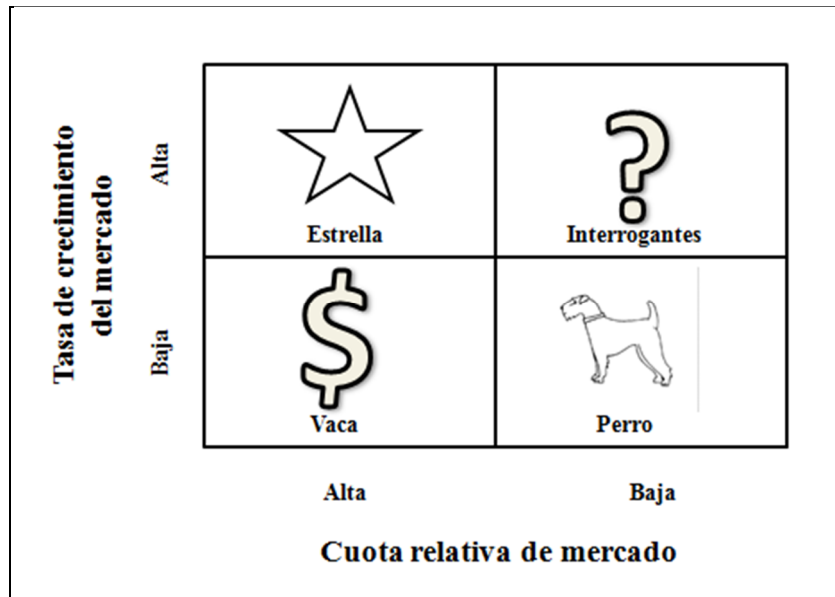 Tasa de crecimiento
del mercado
Alta
Baja
Estrella
Interrogantes
$
?
Vaca
Perro
Alta
Baja
Cuota relativa de mercado